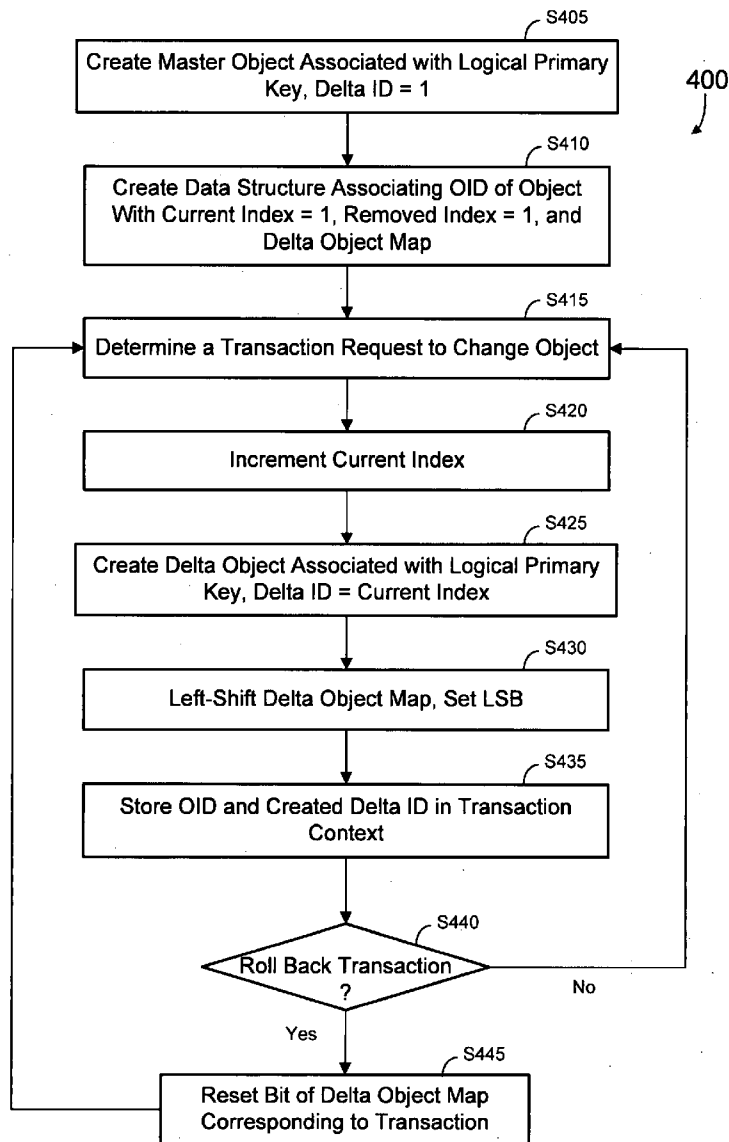 S405
Create Master Object Associated with Logical Primary
Key, Delta ID = 1
400
S410
Create Data Structure Associating OID of Object
With Current Index = 1, Removed Index = 1, and
Delta Object Map
S415
Determine a Transaction Request to Change Object
S420
Increment Current Index
S425
Create Delta Object Associated with Logical Primary
Key, Delta ID = Current Index
S430
Left-Shift Delta Object Map, Set LSB
S435
Store OID and Created Delta ID in Transaction
Context
S440
Roll Back Transaction
?
No
Yes
S445
Reset Bit of Delta Object Map
Corresponding to Transaction